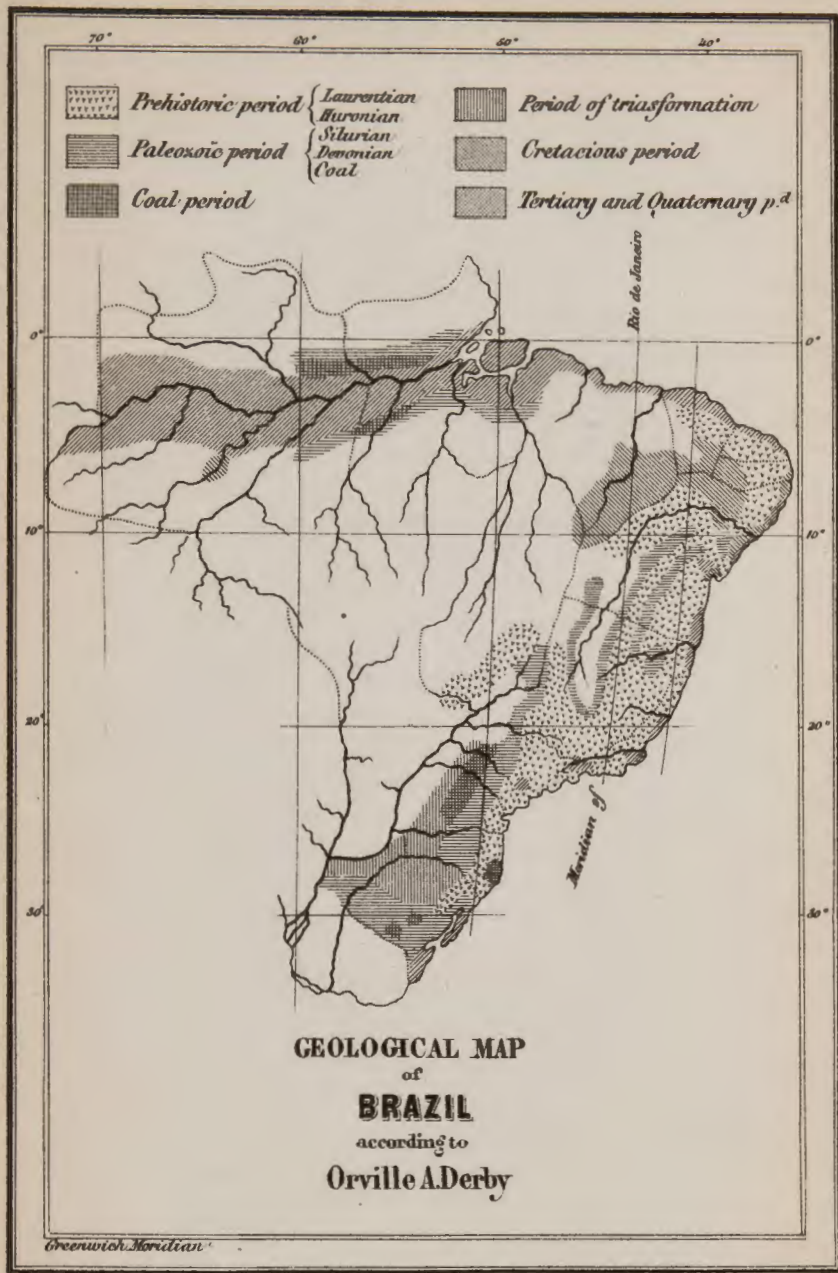 70° 60° 50° 40°
Prehistoric period { Laurentian
Huronian
Paleozoïc period { Silurian
Devonian
Coal
Coal period
Period of triasformation
Cretacious period
Tertiary and Quaternary p.d
Rio de Janeiro
0° 0°
10° 10°
20° 20°
30° 30°
Meridian of
GEOLOGICAL MAP
of
BRAZIL
according to
Orville A. Derby
Greenwich Meridian